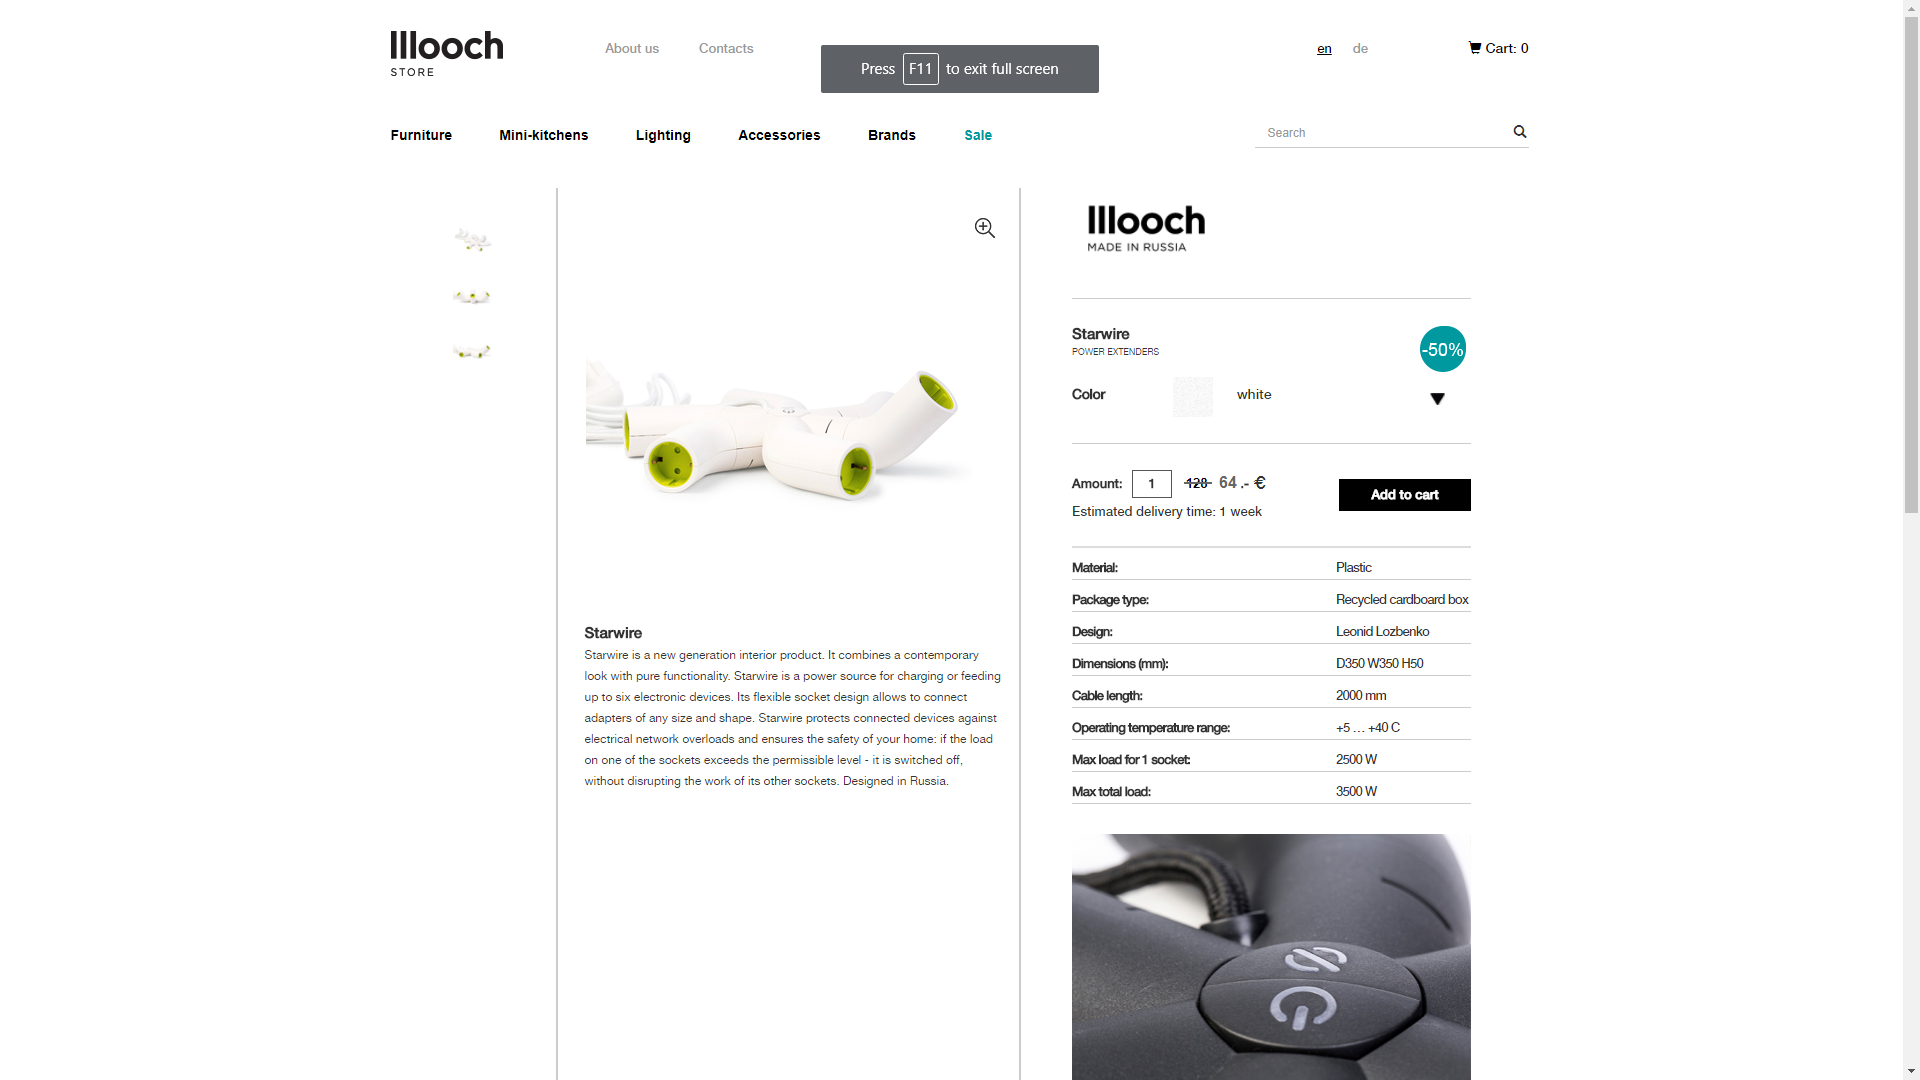 lllooch
STORE
About us
Contacts
Press F11 to exit full screen
en
de
Cart: 0
Furniture
Mini-kitchens
Lighting
Accessories
Brands
Sale
Search
lllooch
MADE IN RUSSIA
Starwire
POWER EXTENDERS
-50%
Color
white
Amount: 1 128 64 .- €
Add to cart
Estimated delivery time: 1 week
Material: Plastic
Package type: Recycled cardboard box
Design: Leonid Lozbenko
Dimensions (mm): D350 W350 H50
Cable length: 2000 mm
Operating temperature range: +5 … +40 C
Max load for 1 socket: 2500 W
Max total load: 3500 W
Starwire
Starwire is a new generation interior product. It combines a contemporary
look with pure functionality. Starwire is a power source for charging or feeding
up to six electronic devices. Its flexible socket design allows to connect
adapters of any size and shape. Starwire protects connected devices against
electrical network overloads and ensures the safety of your home: if the load
on one of the sockets exceeds the permissible level - it is switched off,
without disrupting the work of its other sockets. Designed in Russia.